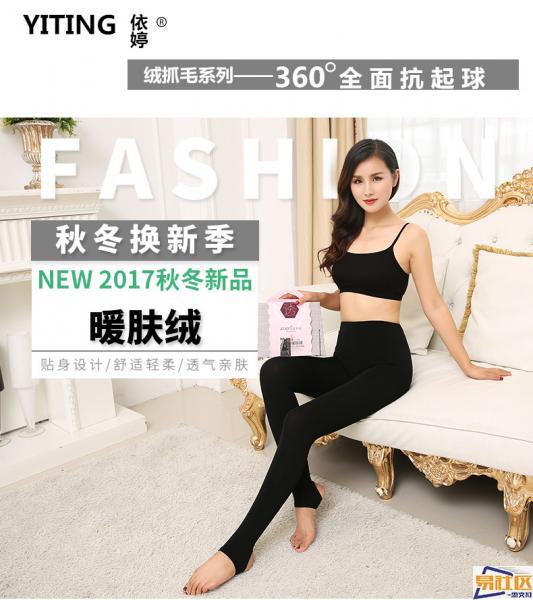 YITING 依婷®
绒抓毛系列——360°全面抗起球
FASHION
秋冬换新季
NEW 2017秋冬新品
暖肤绒
贴身设计/舒适轻柔/透气亲肤
易社区